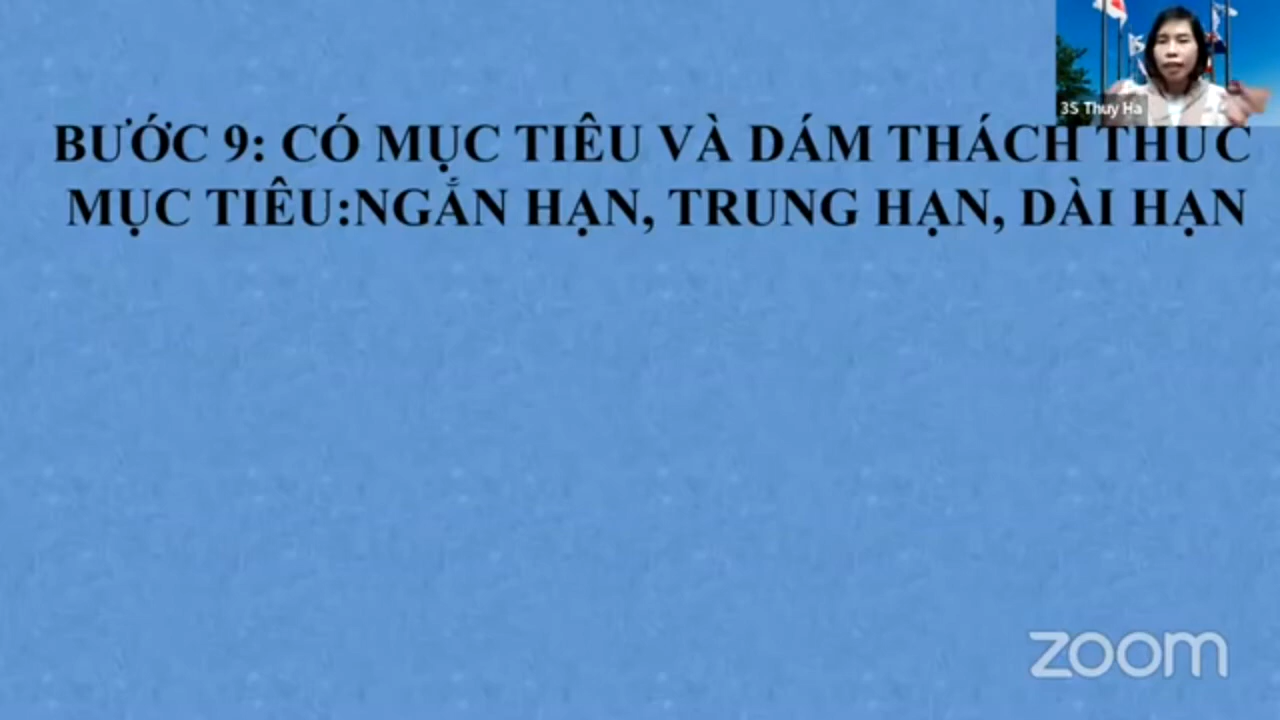 3S Thuy Ha
BƯỚC 9: CÓ MỤC TIÊU VÀ DÁM THÁCH THỨC
MỤC TIÊU:NGẮN HẠN, TRUNG HẠN, DÀI HẠN
zoom